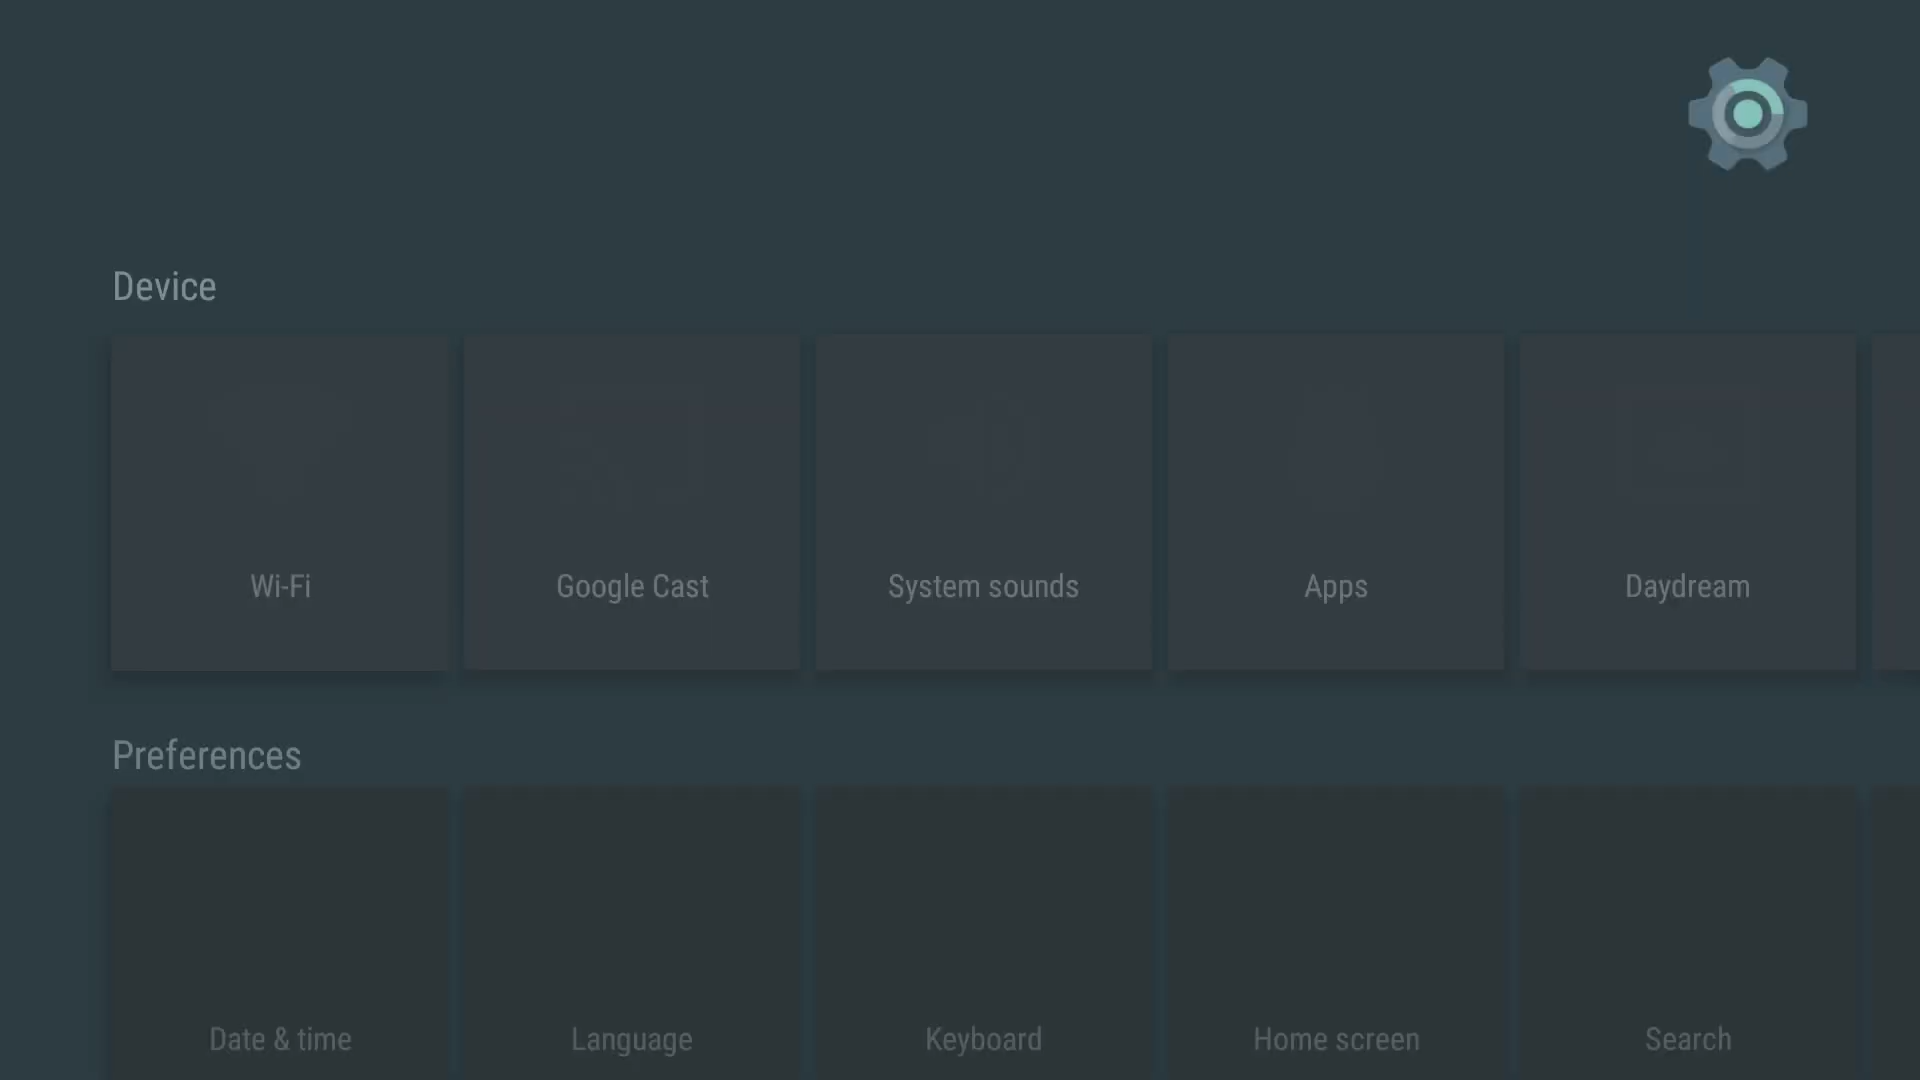 Device
Wi-Fi
Google Cast
System sounds
Apps
Daydream
Preferences
Date & time
Language
Keyboard
Home screen
Search